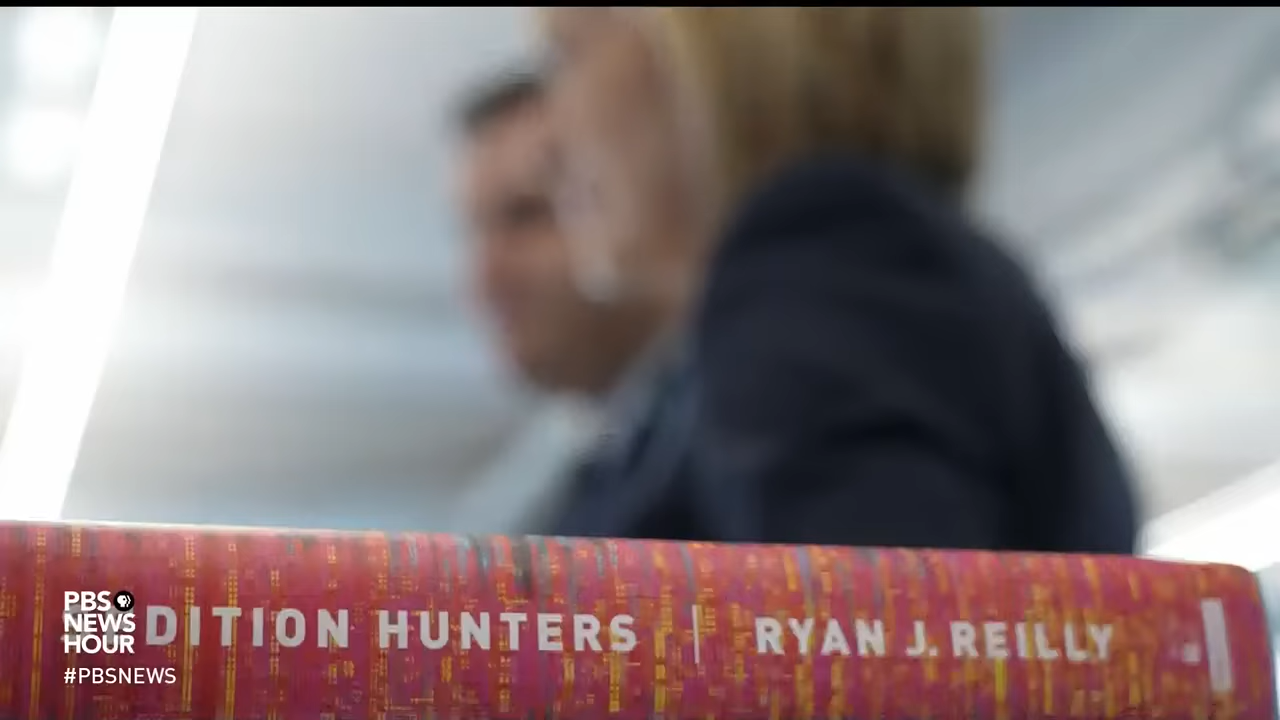 DITION HUNTERS | RYAN J. REILLY
PBS
NEWS
HOUR
#PBSNEWS